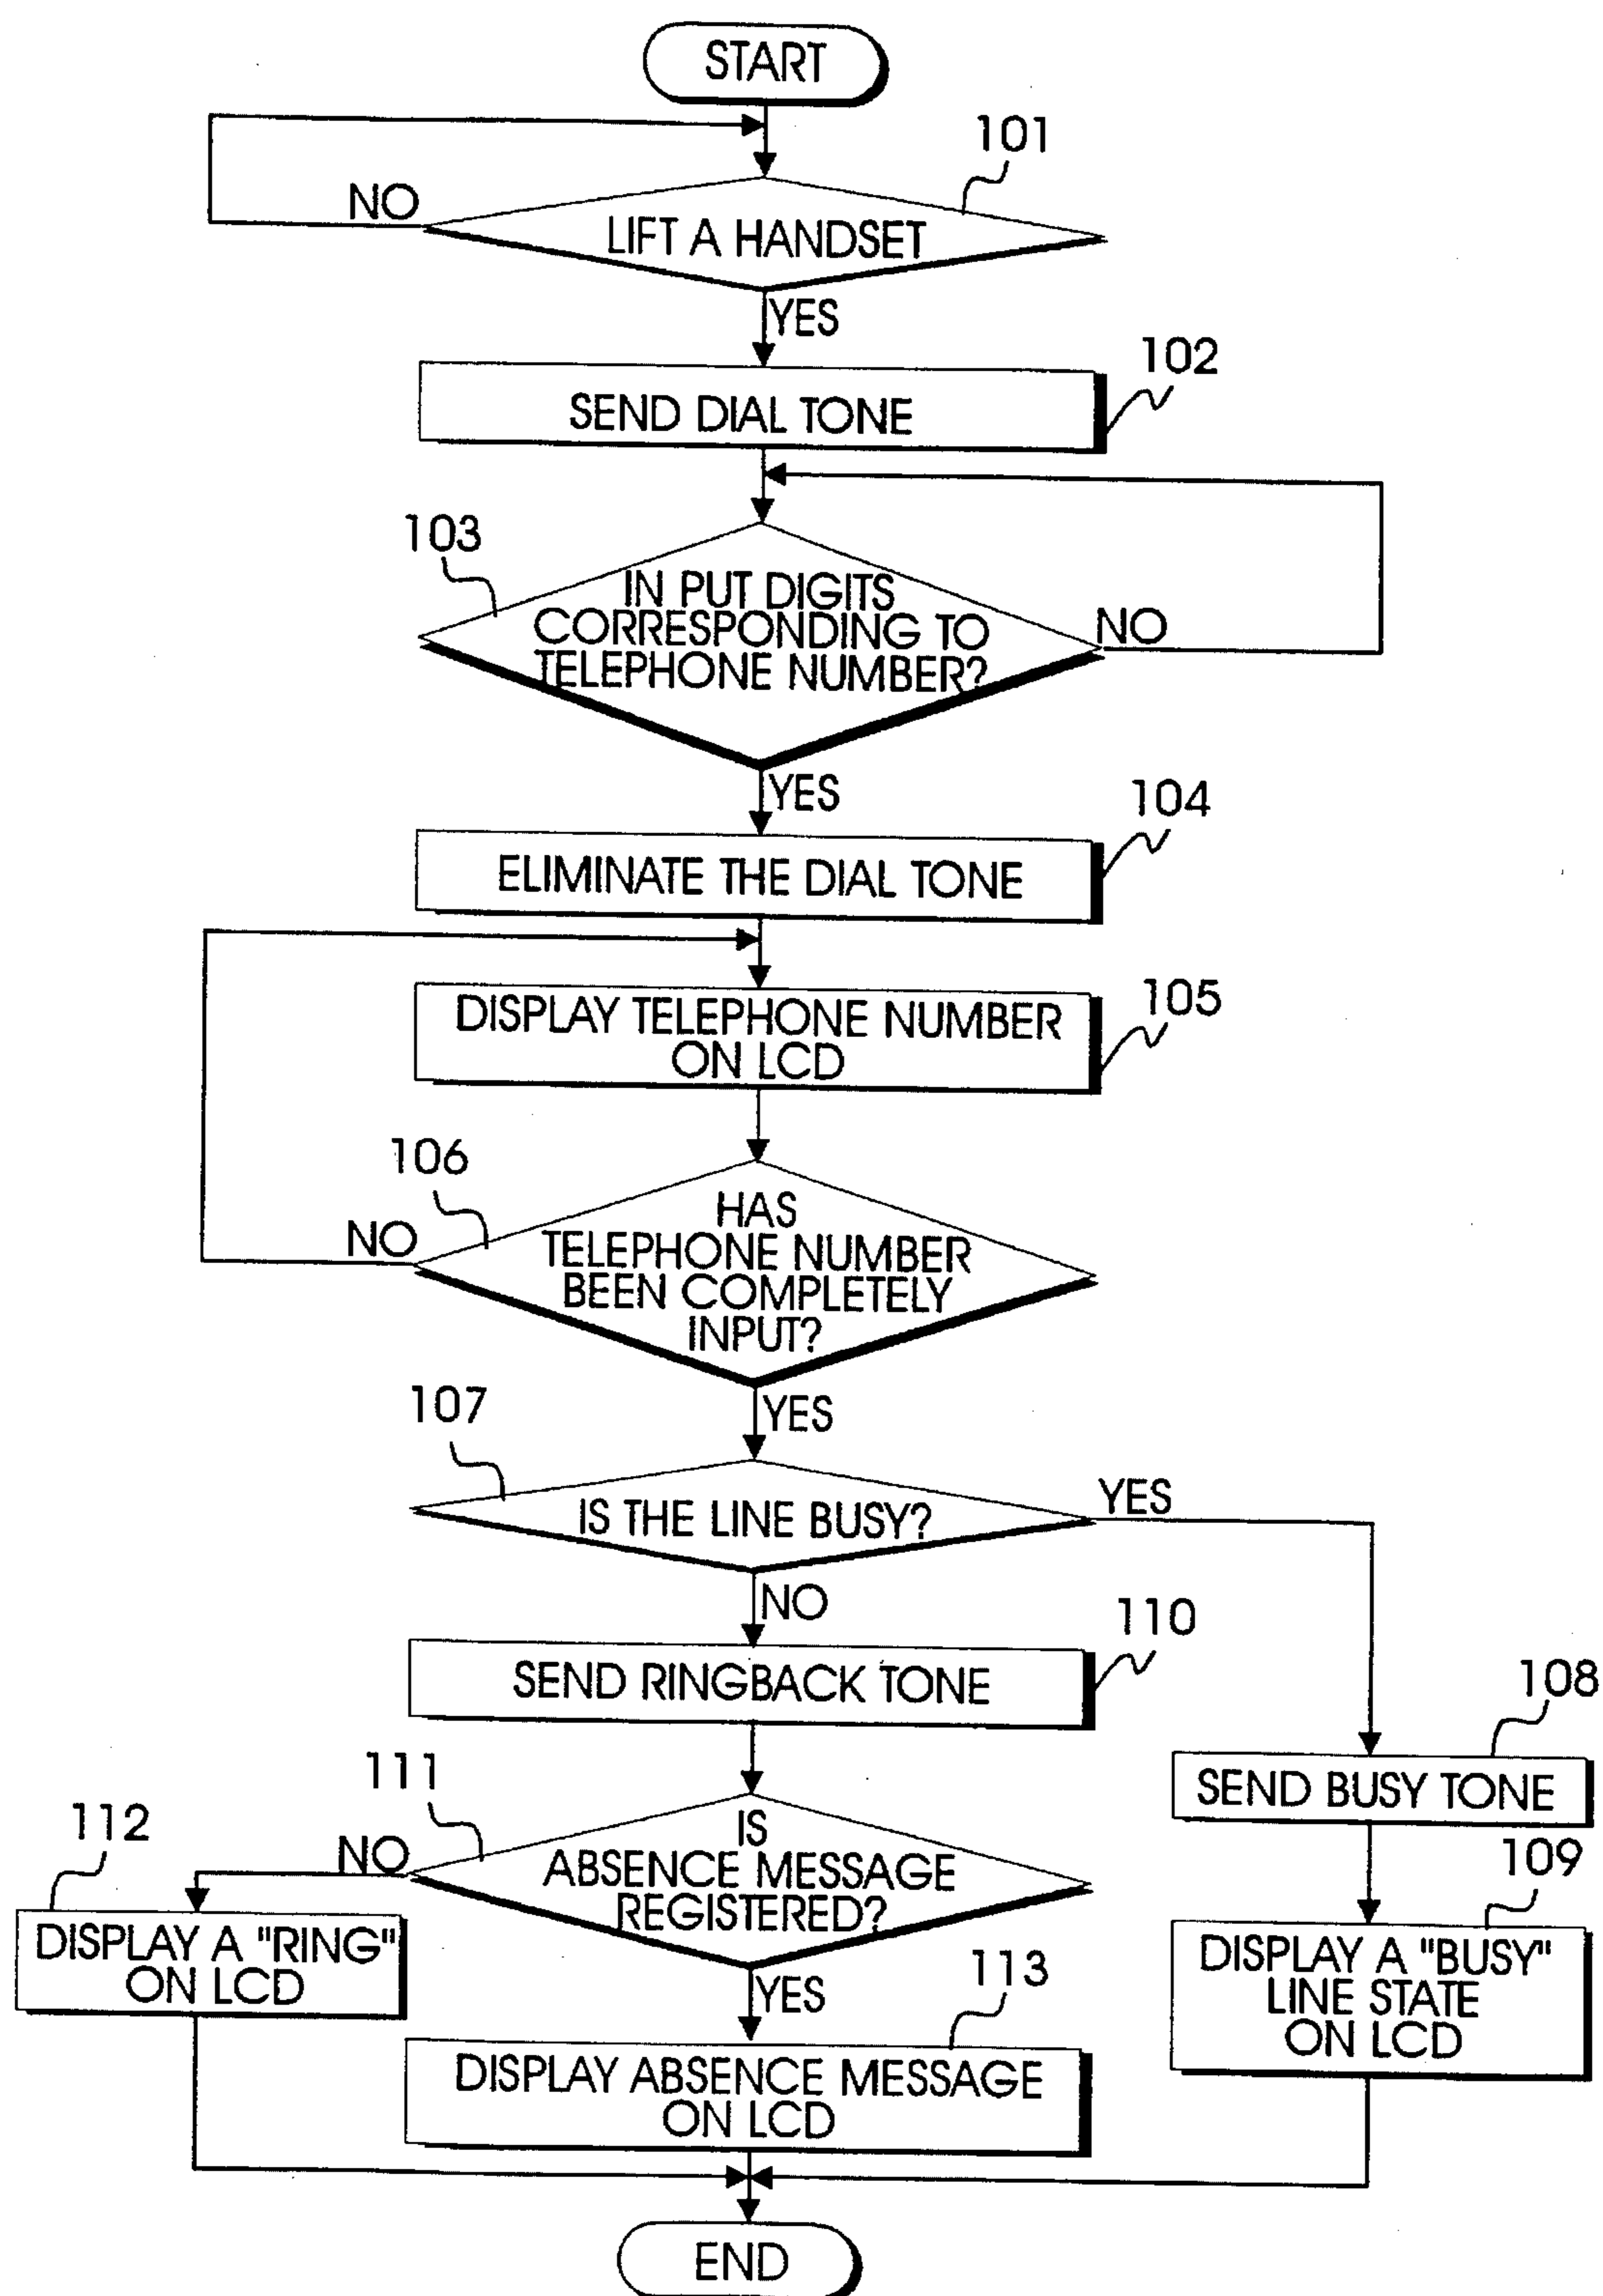 START
101
NO
LIFT A HANDSET
YES
102
SEND DIAL TONE
103
IN PUT DIGITS
CORRESPONDING TO
TELEPHONE NUMBER?
NO
YES
104
ELIMINATE THE DIAL TONE
105
DISPLAY TELEPHONE NUMBER
ON LCD
106
NO
HAS
TELEPHONE NUMBER
BEEN COMPLETELY
INPUT?
YES
107
IS THE LINE BUSY?
YES
NO
110
SEND RINGBACK TONE
108
SEND BUSY TONE
111
NO
IS
ABSENCE MESSAGE
REGISTERED?
112
DISPLAY A "RING"
ON LCD
109
DISPLAY A "BUSY"
LINE STATE
ON LCD
YES
113
DISPLAY ABSENCE MESSAGE
ON LCD
END